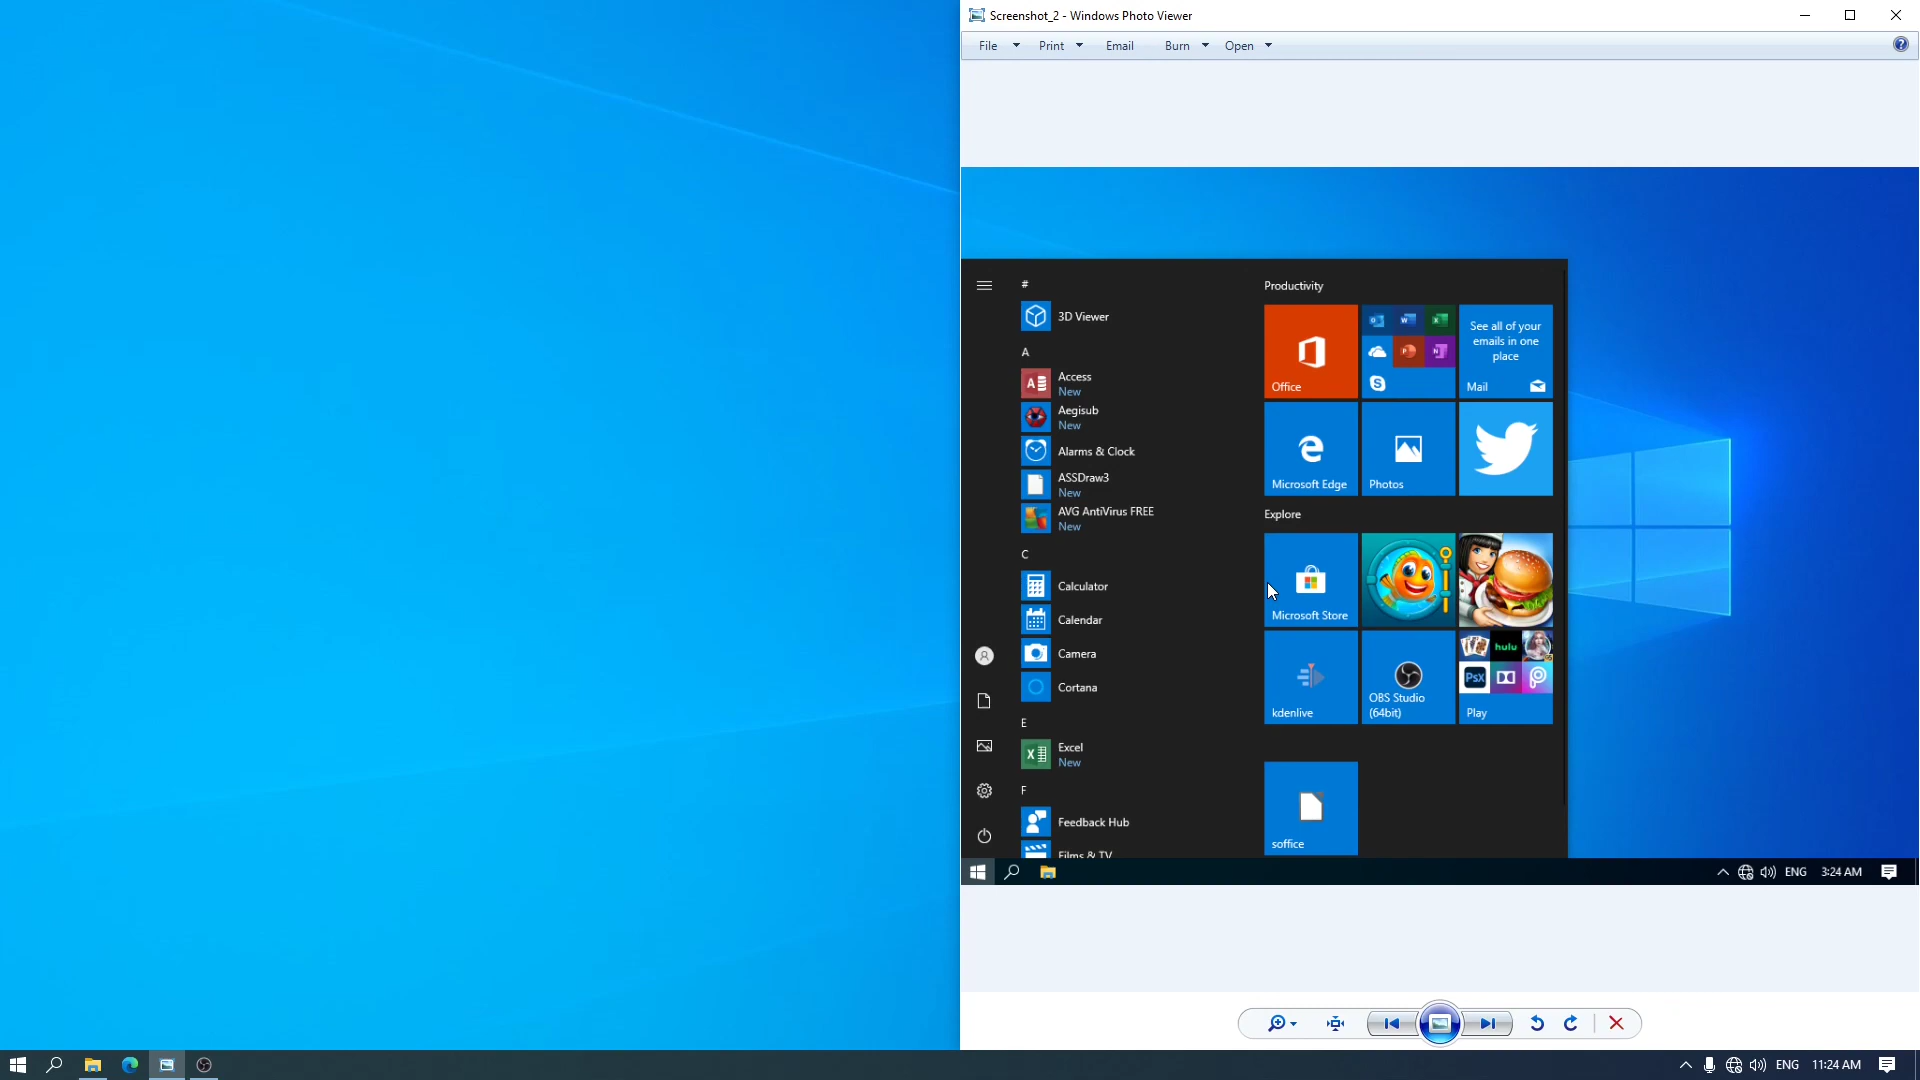 Screenshot_2 - Windows Photo Viewer
File Print Email Burn Open
#
3D Viewer
A
Access
New
Aegisub
New
Alarms & Clock
ASSDraw3
New
AVG AntiVirus FREE
New
C
Calculator
Calendar
Camera
Cortana
E
Excel
New
F
Feedback Hub
Films & TV
Productivity
Office
See all of your
emails in one
place
Mail
Microsoft Edge
Photos
Explore
Microsoft Store
kdenlive
OBS Studio
(64bit)
hulu
PsX
Play
soffice
ENG 3:24 AM
ENG 11:24 AM